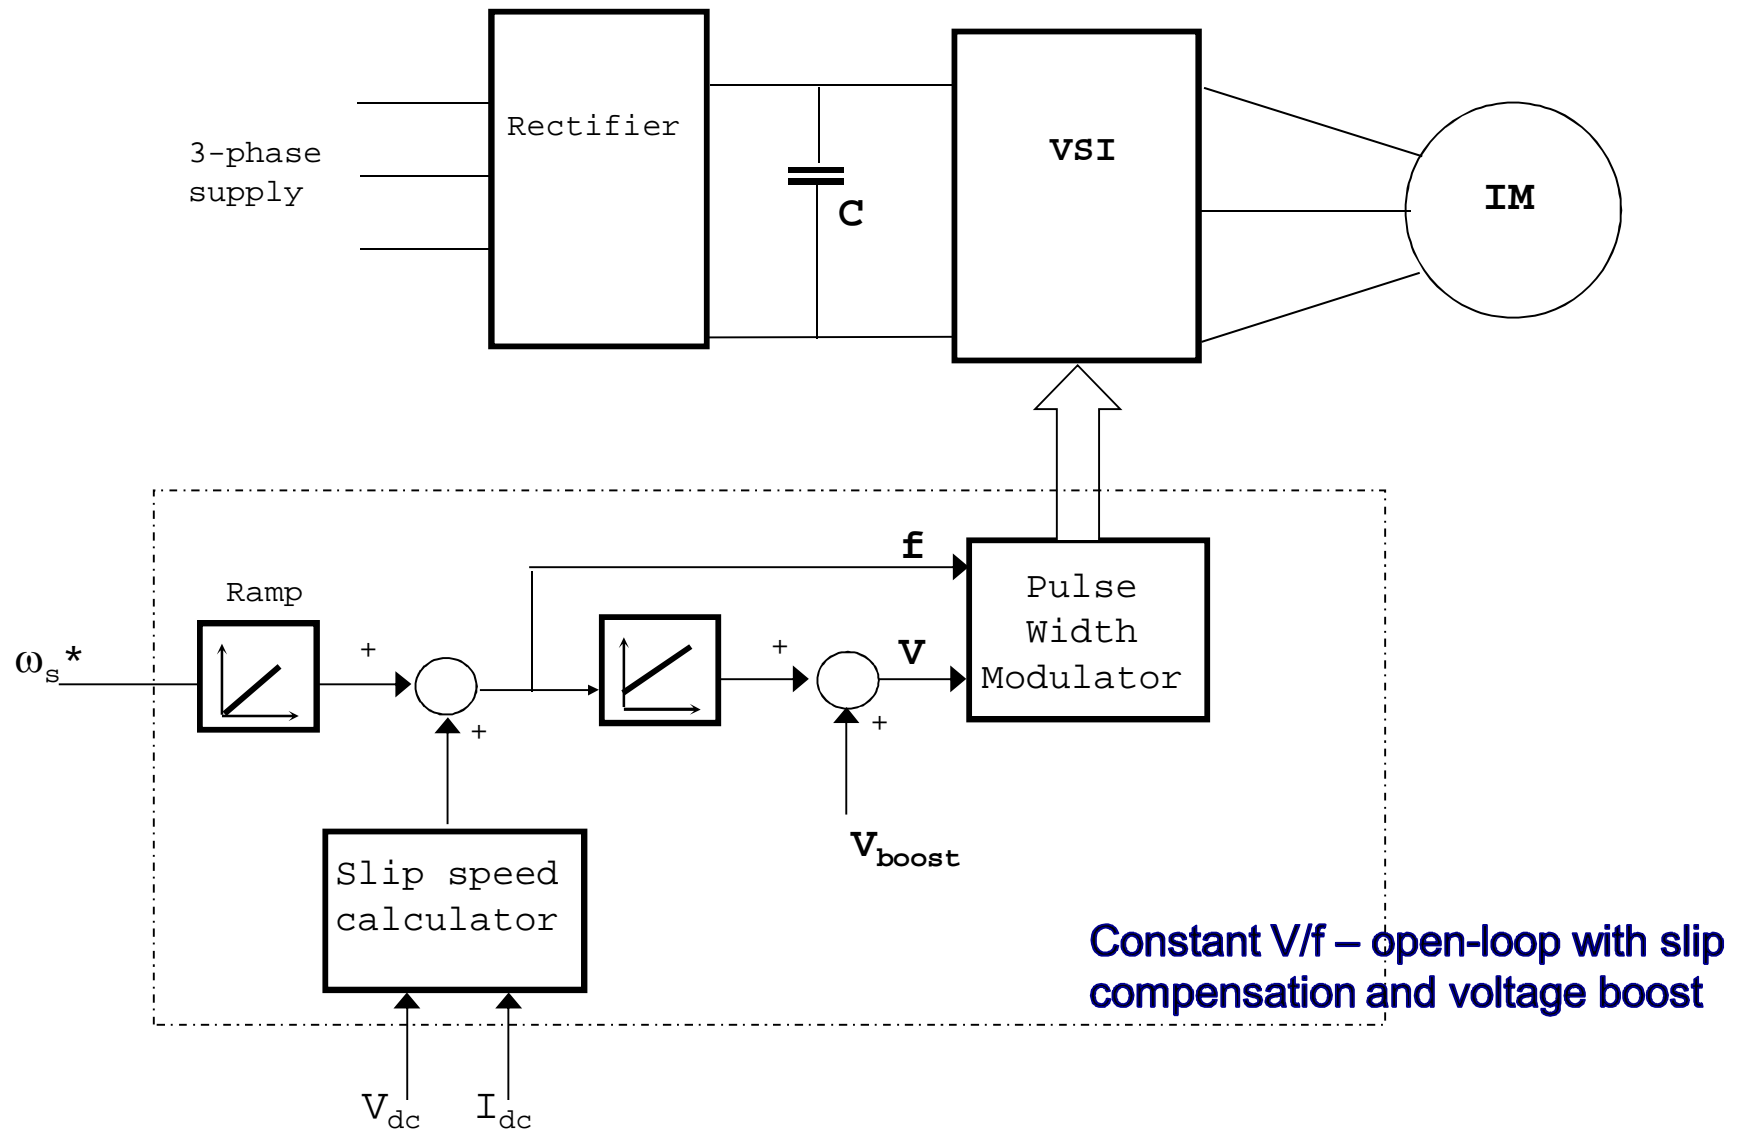 Rectifier
3-phase
supply
C
VSI
IM
f
Ramp
Pulse
Width
Modulator
ωs*
+
+
+
+
V
Vboost
Slip speed
calculator
Constant V/f – open-loop with slip
compensation and voltage boost
Vdc
Idc